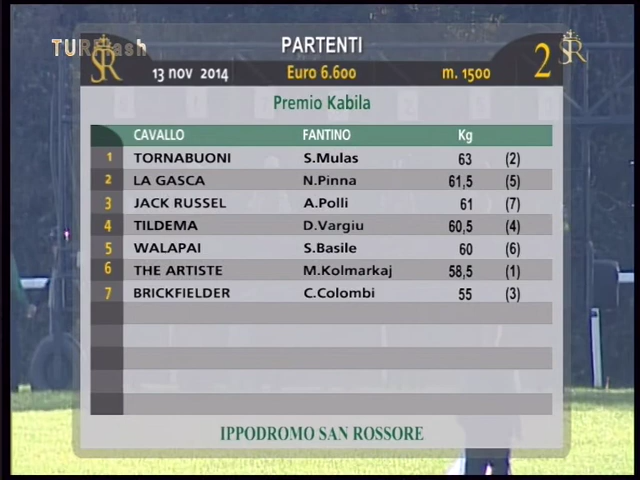 TURFlash
PARTENTI
SR
13 nov 2014 Euro 6.600 m. 1500 2
SR
Premio Kabila
CAVALLO FANTINO Kg
1 TORNABUONI S.Mulas 63 (2)
2 LA GASCA N.Pinna 61,5 (5)
3 JACK RUSSEL A.Polli 61 (7)
4 TILDEMA D.Vargiu 60,5 (4)
5 WALAPAI S.Basile 60 (6)
6 THE ARTISTE M.Kolmarkaj 58,5 (1)
7 BRICKFIELDER C.Colombi 55 (3)
IPPODROMO SAN ROSSORE